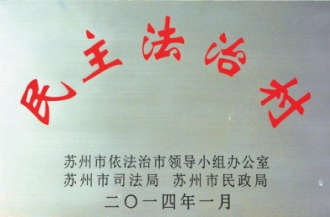 民主法治村
苏州市依法治市领导小组办公室
苏州市司法局 苏州市民政局
二〇一四年一月